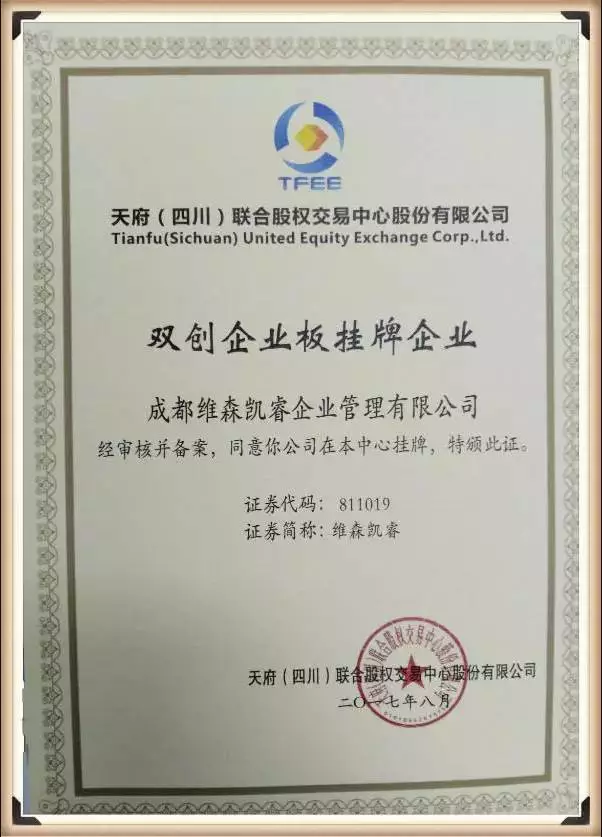 TFEE
天府（四川）联合股权交易中心股份有限公司
Tianfu(Sichuan) United Equity Exchange Corp.,Ltd.
双创企业板挂牌企业
成都维森凯睿企业管理有限公司
经审核并备案，同意你公司在本中心挂牌，特颁此证。
证券代码：811019
证券简称：维森凯睿
天府（四川）联合股权交易中心股份有限公司
二〇一七年八月